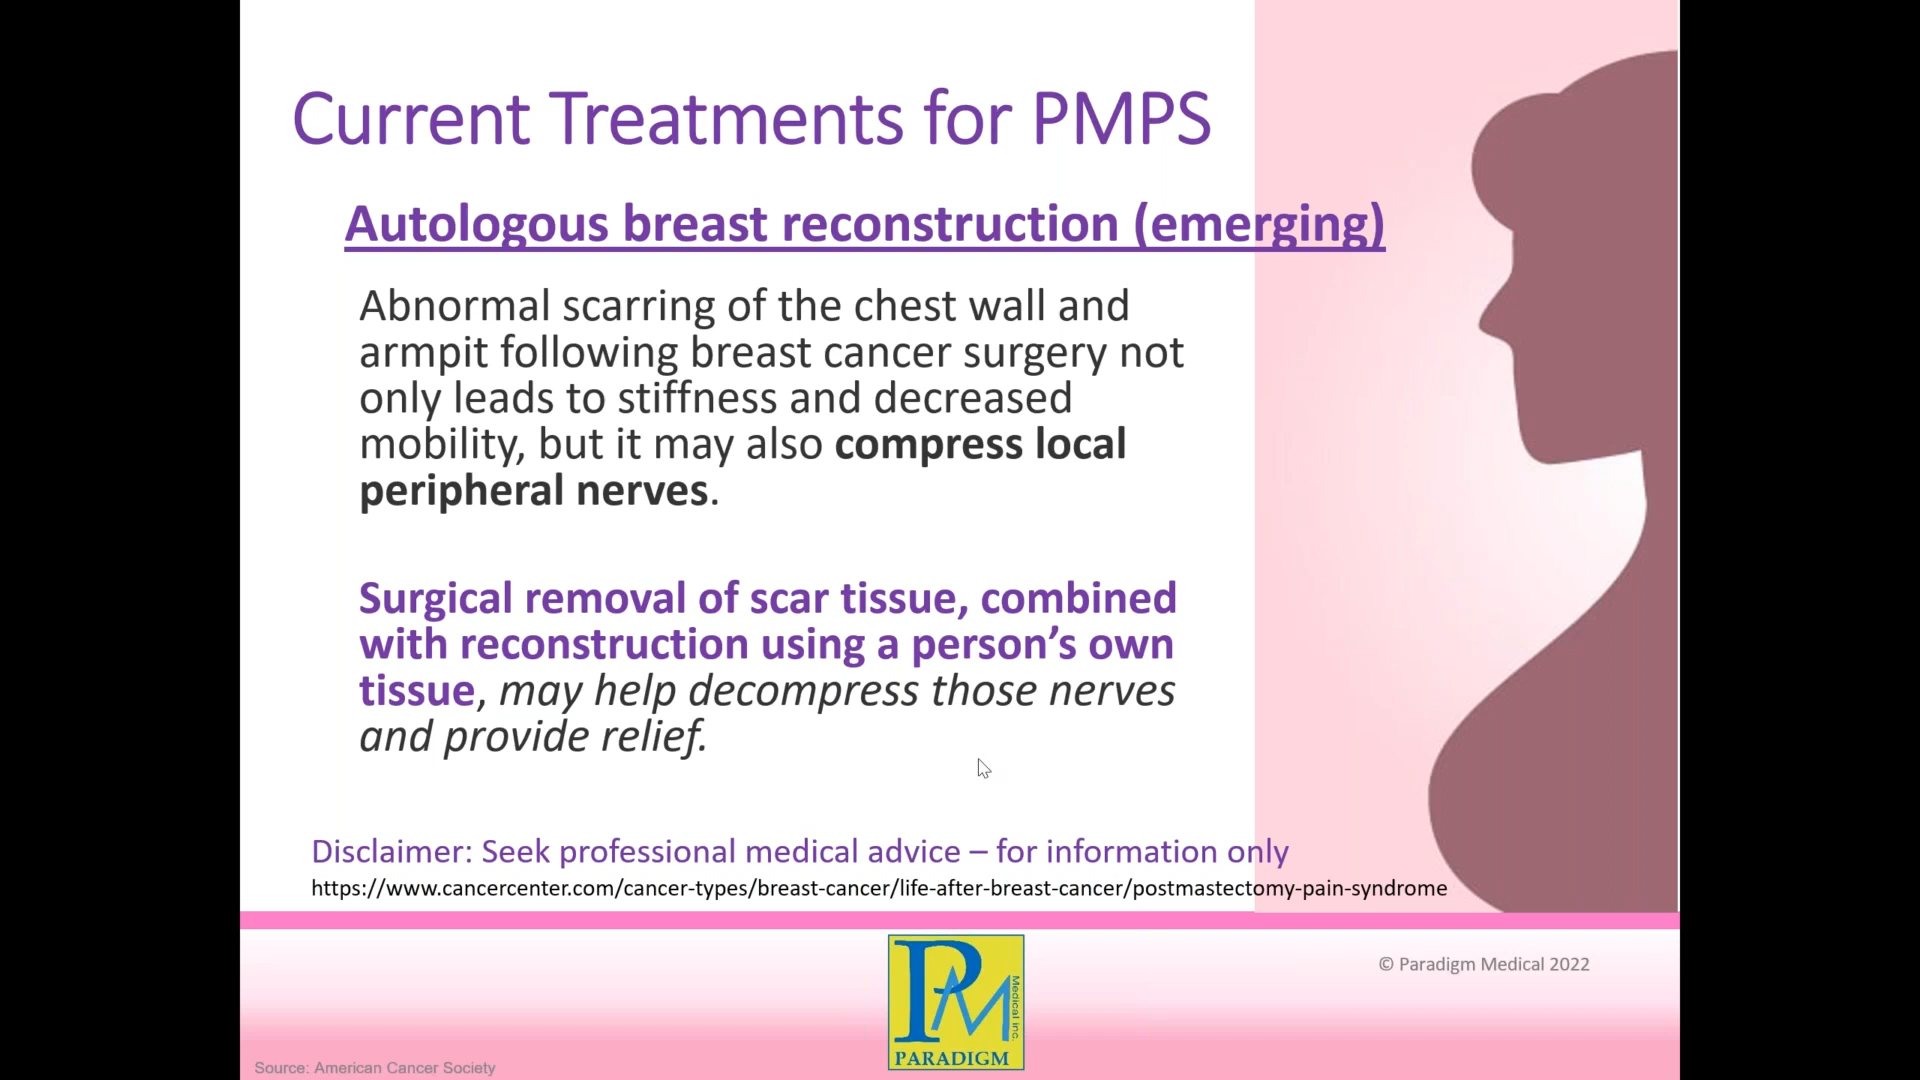 Current Treatments for PMPS
Autologous breast reconstruction (emerging)
Abnormal scarring of the chest wall and
armpit following breast cancer surgery not
only leads to stiffness and decreased
mobility, but it may also compress local
peripheral nerves.
Surgical removal of scar tissue, combined
with reconstruction using a person’s own
tissue, may help decompress those nerves
and provide relief.
Disclaimer: Seek professional medical advice – for information only
https://www.cancercenter.com/cancer-types/breast-cancer/life-after-breast-cancer/postmastectomy-pain-syndrome
PM
Medical inc.
PARADIGM
© Paradigm Medical 2022
Source: American Cancer Society